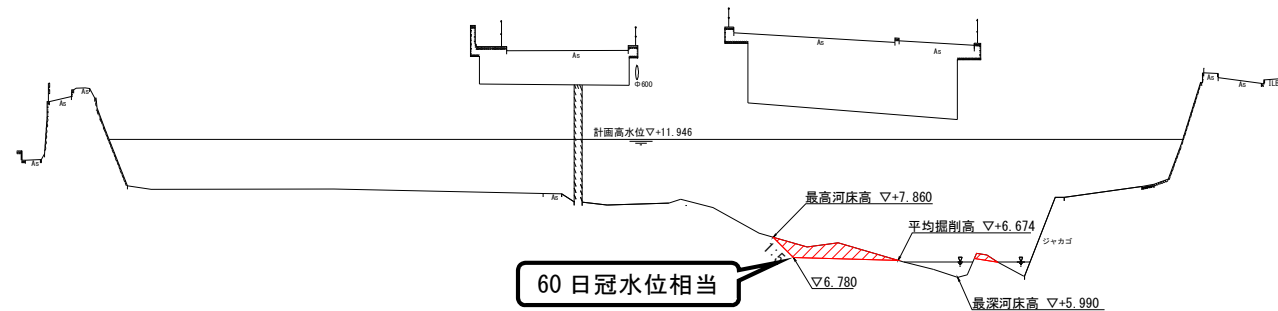 As
As
As
As
Φ600
As
As
As
As
計画高水位▽+11.946
As
最高河床高 ▽+7.860
平均掘削高 ▽+6.674
ジャカゴ
1:5
60日冠水位相当
▽6.780
最深河床高 ▽+5.990